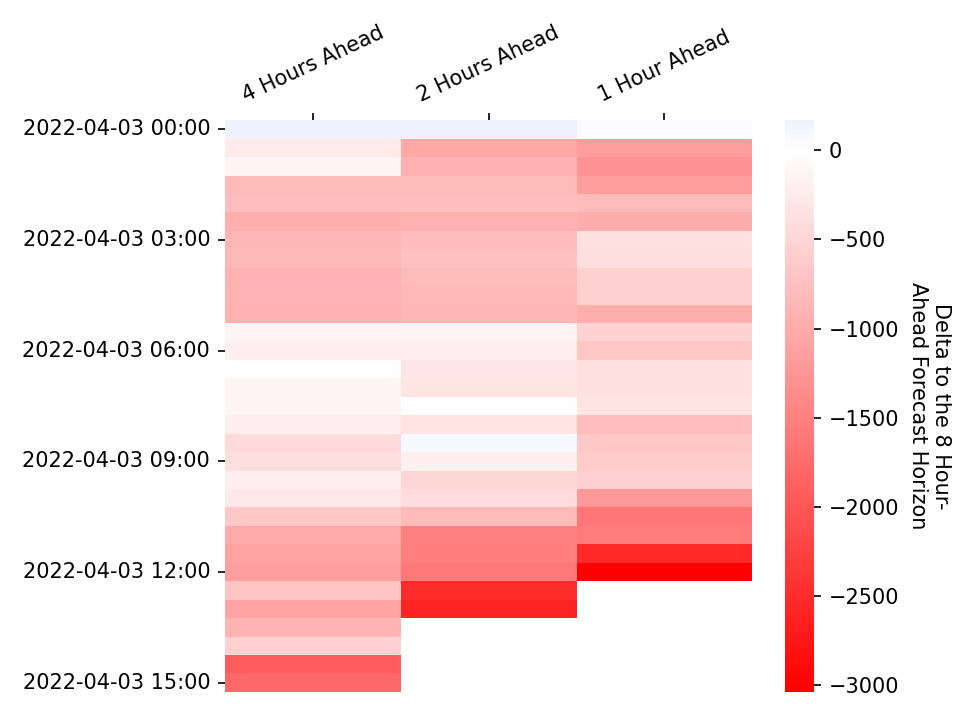 4 Hours Ahead
2 Hours Ahead
1 Hour Ahead
2022-04-03 00:00
2022-04-03 03:00
2022-04-03 06:00
2022-04-03 09:00
2022-04-03 12:00
2022-04-03 15:00
0
−500
−1000
−1500
−2000
−2500
−3000
Delta to the 8 Hour-
Ahead Forecast Horizon